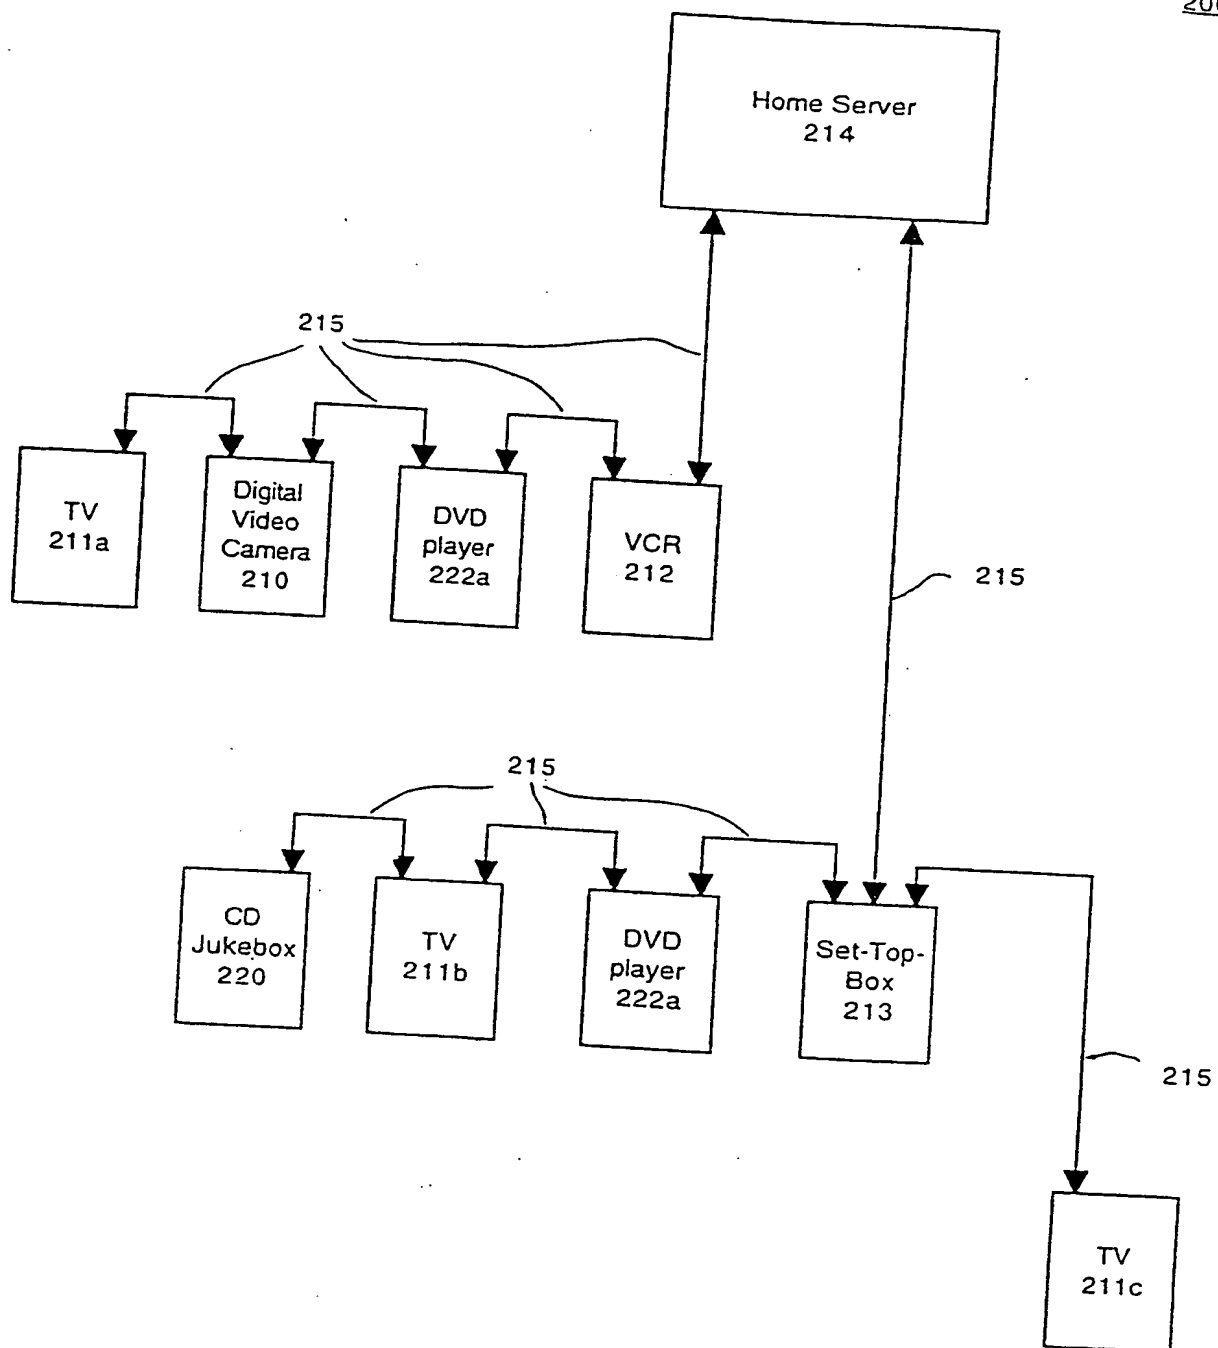 Home Server
214
215
TV
211a
Digital
Video
Camera
210
DVD
player
222a
VCR
212
215
215
CD
Jukebox
220
TV
211b
DVD
player
222a
Set-Top-
Box
213
215
TV
211c